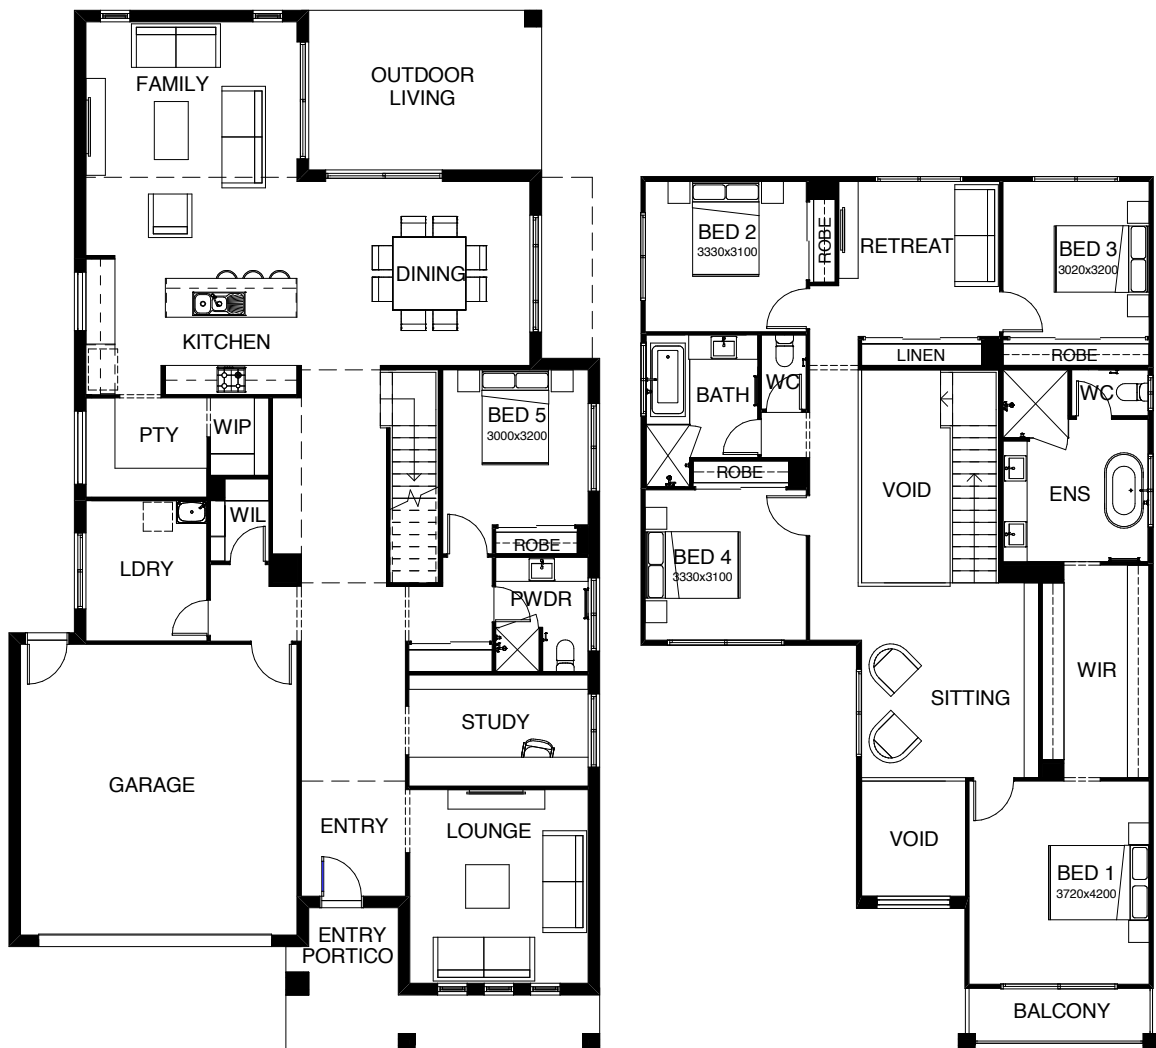 FAMILY
OUTDOOR
LIVING
DINING
KITCHEN
PTY
WIP
BED 5
3000x3200
WIL
LDRY
ROBE
PWDR
STUDY
GARAGE
ENTRY
LOUNGE
ENTRY
PORTICO
BED 2
3330x3100
ROBE
RETREAT
BED 3
3020x3200
LINEN
ROBE
BATH
WC
WC
ROBE
VOID
ENS
BED 4
3330x3100
WIR
SITTING
VOID
BED 1
3720x4200
BALCONY